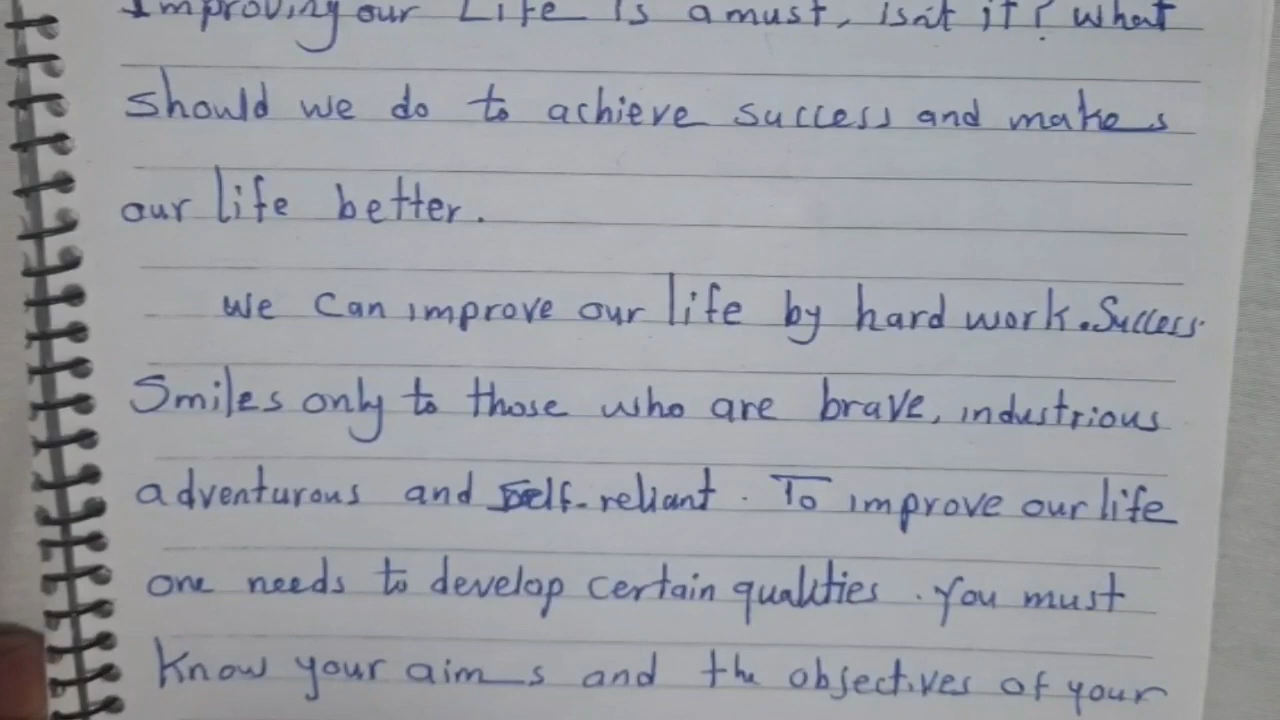 Improving our Life is a must, isn't it? what
should we do to achieve success and makes
our life better.
We can improve our life by hard work. Success
Smiles only to those who are brave, industrious
adventurous and self-reliant. To improve our life
one needs to develop certain qualities. You must
Know your aims and the objectives of your